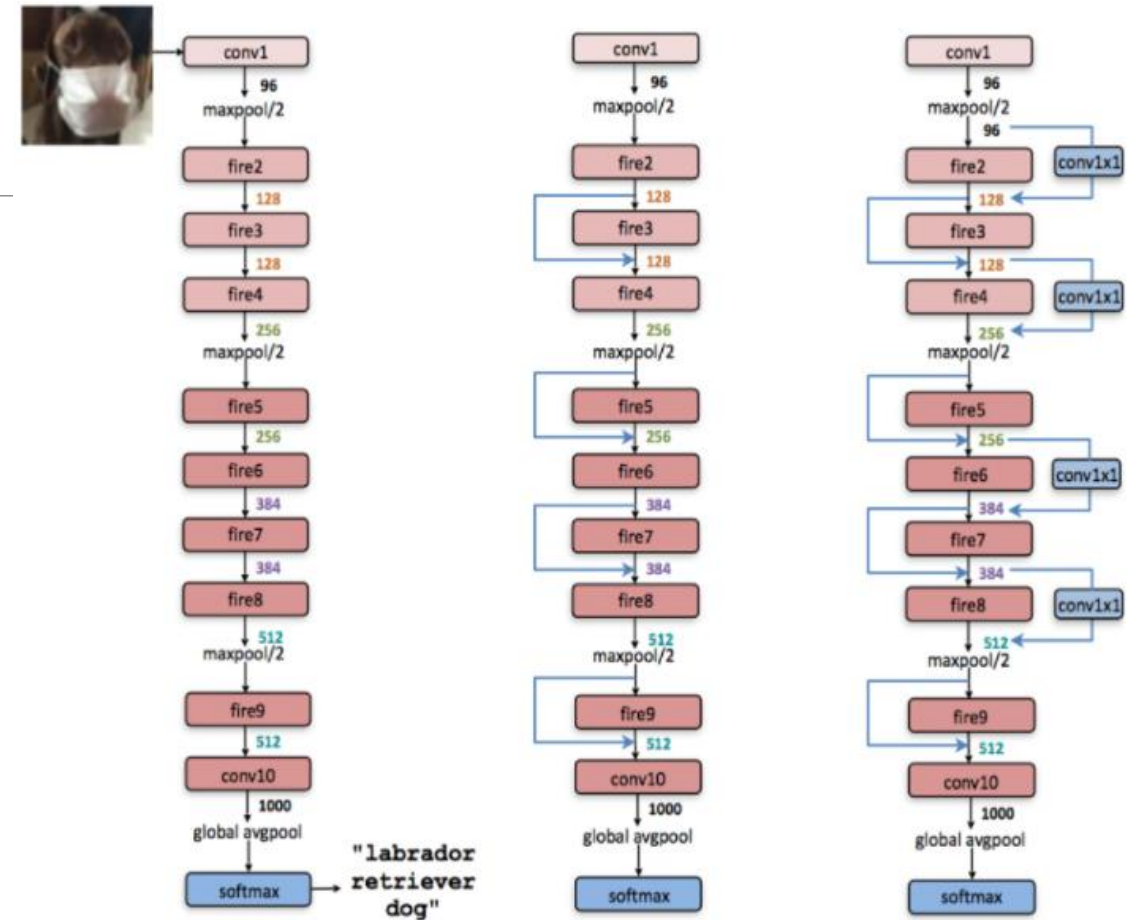 conv1
96
maxpool/2
fire2
128
fire3
128
fire4
256
maxpool/2
fire5
256
fire6
384
fire7
384
fire8
512
maxpool/2
fire9
512
conv10
1000
global avgpool
softmax
"labrador
retriever
dog"
conv1
96
maxpool/2
fire2
128
fire3
128
fire4
256
maxpool/2
fire5
256
fire6
384
fire7
384
fire8
512
maxpool/2
fire9
512
conv10
1000
global avgpool
softmax
conv1
96
maxpool/2
96
conv1x1
fire2
128
fire3
128
conv1x1
fire4
256
maxpool/2
fire5
256
conv1x1
fire6
384
fire7
384
conv1x1
fire8
512
maxpool/2
fire9
512
conv10
1000
global avgpool
softmax